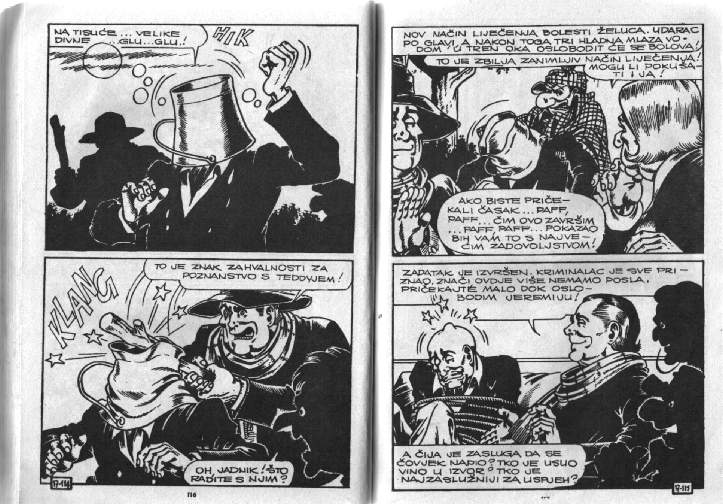 NA TISUĆE... VELIKE
DIVNE ...GLU...GLU..!
HIK
KLANG
TO JE ZNAK ZAHVALNOSTI ZA
POZNANSTVO S TEDDYJEM!
OH, JADNIK! ŠTO
RADITE S NJIM?
V-114
116
NOV NAČIN LIJEČENJA BOLESTI ŽELUCA. UDARAC
PO GLAVI, A NAKON TOGA TRI HLADNA MLAZA VO-
DOM! U TREN OKA OSLOBODIT ĆE SE BOLOVA!
TO JE ZBILJA ZANIMLJIV NAČIN LIJEČENJA!
MOGU LI POKUŠA-
TI I JA!
AKO BISTE PRIČE-
KALI ČASAK... PAFF,
PAFF... ČIM OVO ZAVRŠIM
... PAFF, PAFF... POKAZAO
BIH VAM TO S NAJVE-
ĆIM ZADOVOLJSTVOM!
ZADATAK JE IZVRŠEN. KRIMINALAC JE SVE PRI-
ZNAO. ZNAČI OVDJE VIŠE NEMAMO POSLA,
PRIČEKAJTE MALO DOK OSLO-
BODIM JEREMIJU!
A ČIJA JE ZASLUGA DA SE
ČOVJEK NAPIO? TKO JE USUO
VINO U IZVOR? TKO JE
NAJZASLUŽNIJI ZA USPJEH?
V-115